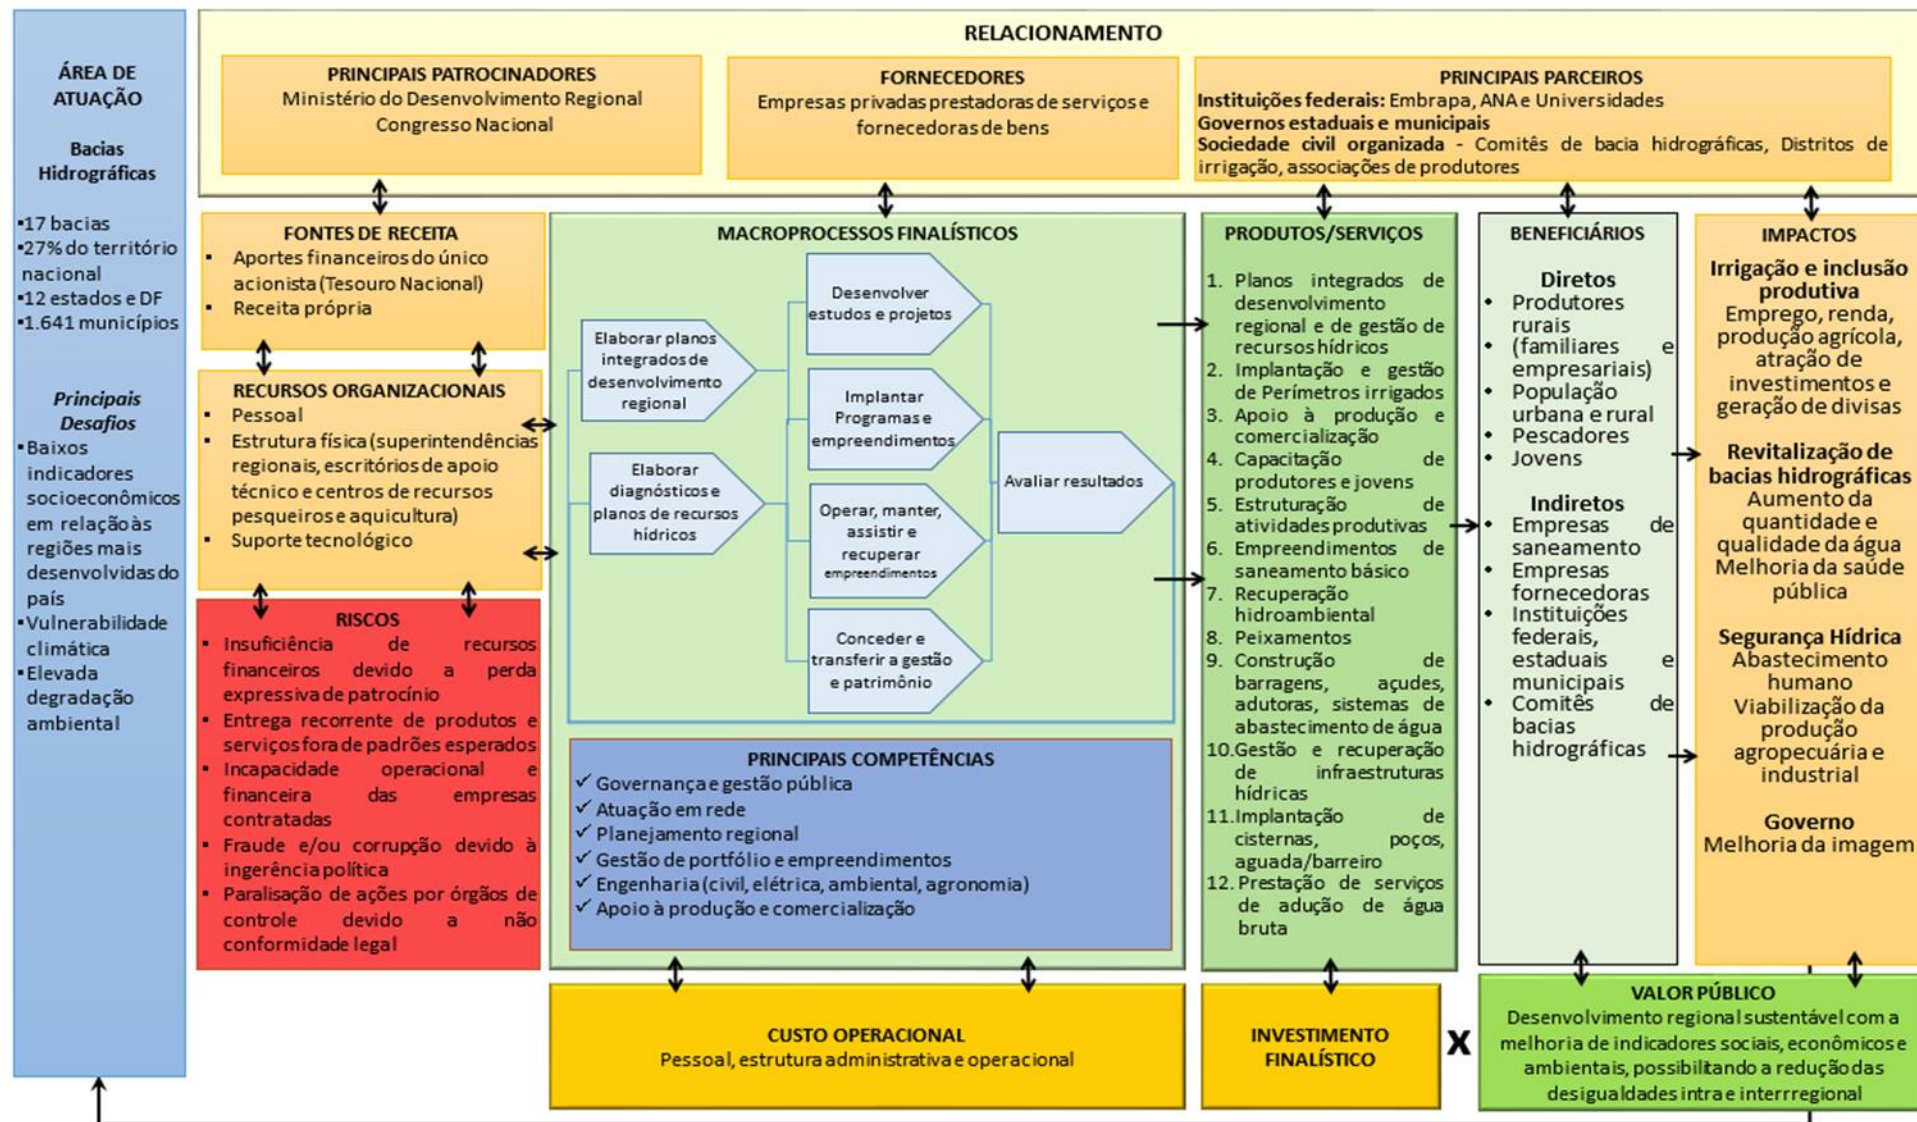 ÁREA DE
ATUAÇÃO
Bacias
Hidrográficas
▪17 bacias
▪27% do território
nacional
▪12 estados e DF
▪1.641 municípios
Principais
Desafios
▪Baixos
indicadores
socioeconômicos
em relação às
regiões mais
desenvolvidas do
país
▪Vulnerabilidade
climática
▪Elevada
degradação
ambiental
RELACIONAMENTO
PRINCIPAIS PATROCINADORES
Ministério do Desenvolvimento Regional
Congresso Nacional
FORNECEDORES
Empresas privadas prestadoras de serviços e
fornecedoras de bens
PRINCIPAIS PARCEIROS
Instituições federais: Embrapa, ANA e Universidades
Governos estaduais e municipais
Sociedade civil organizada - Comitês de bacia hidrográficas, Distritos de
irrigação, associações de produtores
FONTES DE RECEITA
▪ Aportes financeiros do único
acionista (Tesouro Nacional)
▪ Receita própria
RECURSOS ORGANIZACIONAIS
▪ Pessoal
▪ Estrutura física (superintendências
regionais, escritórios de apoio
técnico e centros de recursos
pesqueiros e aquicultura)
▪ Suporte tecnológico
RISCOS
▪ Insuficiência de recursos
financeiros devido a perda
expressiva de patrocínio
▪ Entrega recorrente de produtos e
serviços fora de padrões esperados
▪ Incapacidade operacional e
financeira das empresas
contratadas
▪ Fraude e/ou corrupção devido à
ingerência política
▪ Paralisação de ações por órgãos de
controle devido a não
conformidade legal
MACROPROCESSOS FINALÍSTICOS
Elaborar planos
integrados de
desenvolvimento
regional
Elaborar
diagnósticos e
planos de recursos
hídricos
Desenvolver
estudos e projetos
Implantar
Programas e
empreendimentos
Operar, manter,
assistir e
recuperar
empreendimentos
Conceder e
transferir a gestão
e patrimônio
Avaliar resultados
PRINCIPAIS COMPETÊNCIAS
✓ Governança e gestão pública
✓ Atuação em rede
✓ Planejamento regional
✓ Gestão de portfólio e empreendimentos
✓ Engenharia (civil, elétrica, ambiental, agronomia)
✓ Apoio à produção e comercialização
CUSTO OPERACIONAL
Pessoal, estrutura administrativa e operacional
PRODUTOS/SERVIÇOS
1. Planos integrados de
desenvolvimento
regional e de gestão de
recursos hídricos
2. Implantação e gestão
de Perímetros irrigados
3. Apoio à produção e
comercialização
4. Capacitação de
produtores e jovens
5. Estruturação de
atividades produtivas
6. Empreendimentos de
saneamento básico
7. Recuperação
hidroambiental
8. Peixamentos
9. Construção de
barragens, açudes,
adutoras, sistemas de
abastecimento de água
10.Gestão e recuperação
de infraestruturas
hídricas
11.Implantação de
cisternas, poços,
aguada/barreiro
12. Prestação de serviços
de adução de água
bruta
INVESTIMENTO
FINALÍSTICO
X
BENEFICIÁRIOS
Diretos
• Produtores
rurais
• (familiares e
empresariais)
• População
urbana e rural
• Pescadores
• Jovens
Indiretos
• Empresas de
saneamento
• Empresas
fornecedoras
• Instituições
federais,
estaduais e
municipais
• Comitês de
bacias
hidrográficas
IMPACTOS
Irrigação e inclusão
produtiva
Emprego, renda,
produção agrícola,
atração de
investimentos e
geração de divisas
Revitalização de
bacias hidrográficas
Aumento da
quantidade e
qualidade da água
Melhoria da saúde
pública
Segurança Hídrica
Abastecimento
humano
Viabilização da
produção
agropecuária e
industrial
Governo
Melhoria da imagem
VALOR PÚBLICO
Desenvolvimento regional sustentável com a
melhoria de indicadores sociais, econômicos e
ambientais, possibilitando a redução das
desigualdades intra e interrregional